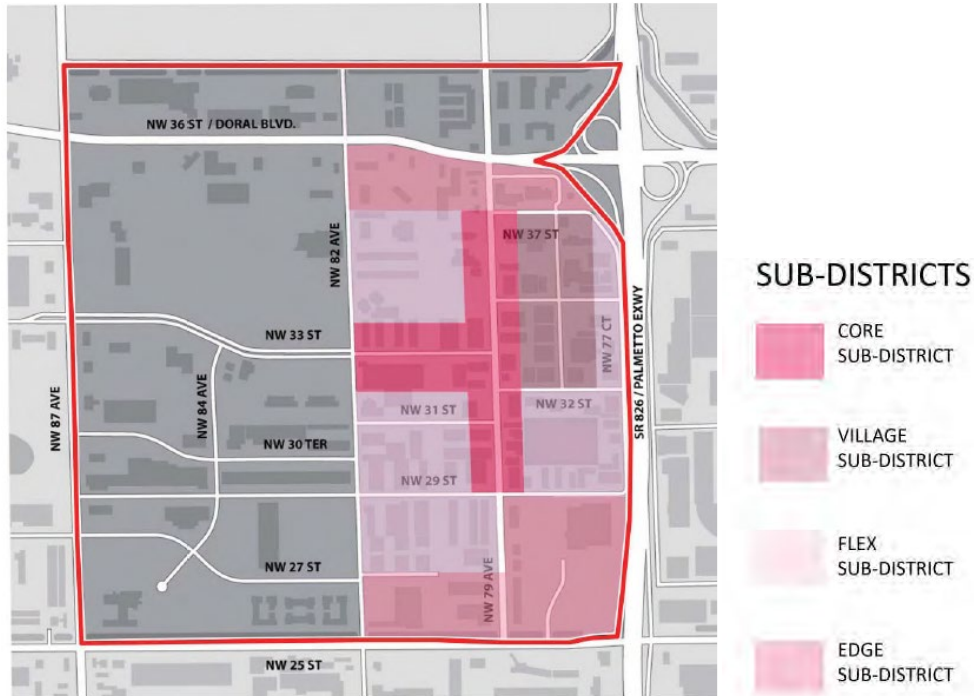 NW 36 ST / DORAL BLVD.
NW 82 AVE
NW 37 ST
NW 33 ST
NW 77 CT
SR 826 / PALMETTO EXWY
NW 87 AVE
NW 84 AVE
NW 31 ST
NW 32 ST
NW 30 TER
NW 29 ST
NW 27 ST
NW 79 AVE
NW 25 ST
SUB-DISTRICTS
CORE
SUB-DISTRICT
VILLAGE
SUB-DISTRICT
FLEX
SUB-DISTRICT
EDGE
SUB-DISTRICT